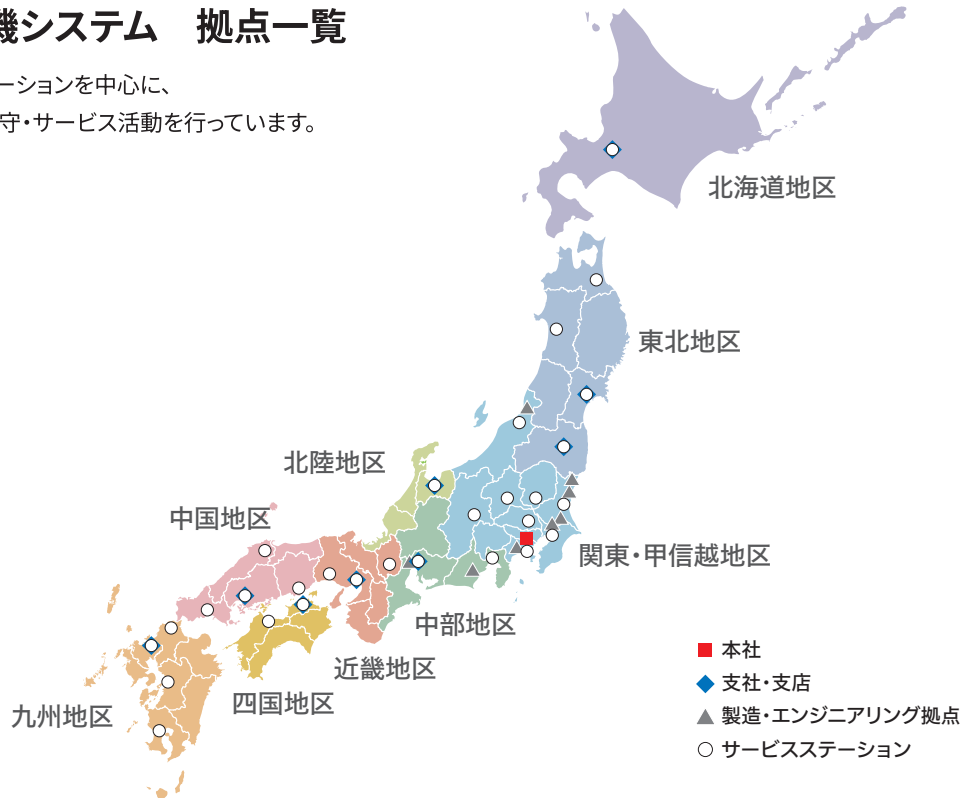 機システム 拠点一覧
ーションを中心に、
守・サービス活動を行っています。
北海道地区
東北地区
北陸地区
中国地区
関東・甲信越地区
中部地区
近畿地区
四国地区
九州地区
本社
支社・支店
製造・エンジニアリング拠点
サービスステーション